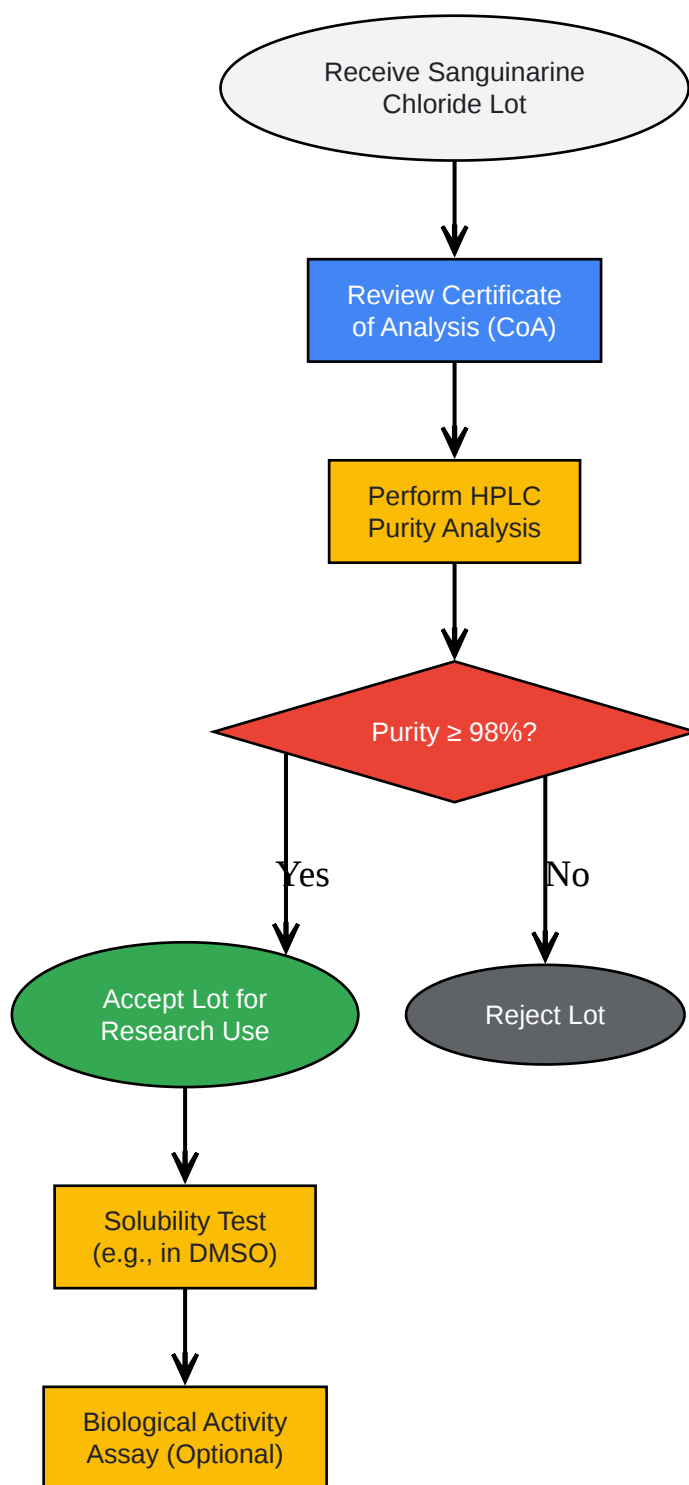 Receive Sanguinarine
Chloride Lot
Review Certificate
of Analysis (CoA)
Perform HPLC
Purity Analysis
Purity ≥ 98%?
Yes
No
Accept Lot for
Research Use
Reject Lot
Solubility Test
(e.g., in DMSO)
Biological Activity
Assay (Optional)